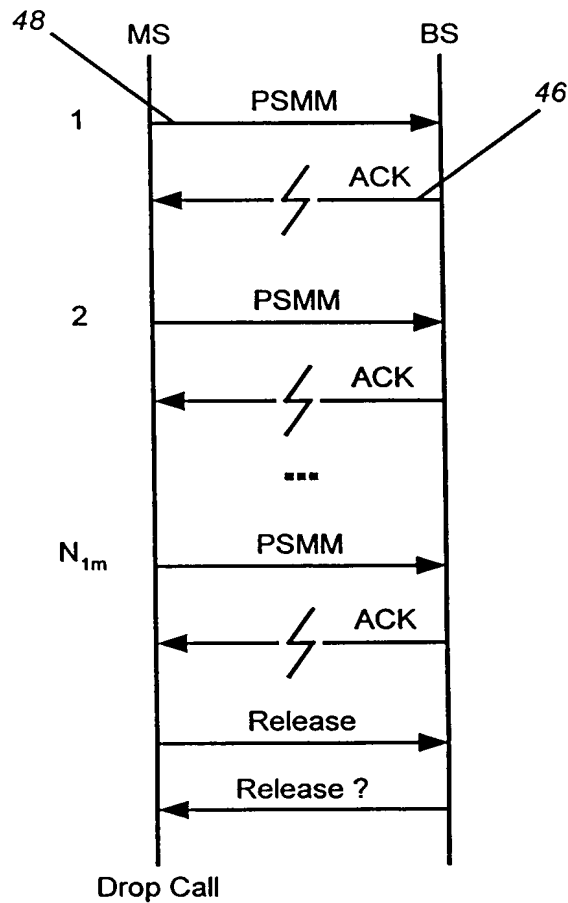 48
MS
BS
PSMM
1
46
ACK
PSMM
2
ACK
...
PSMM
N1m
ACK
Release
Release ?
Drop Call